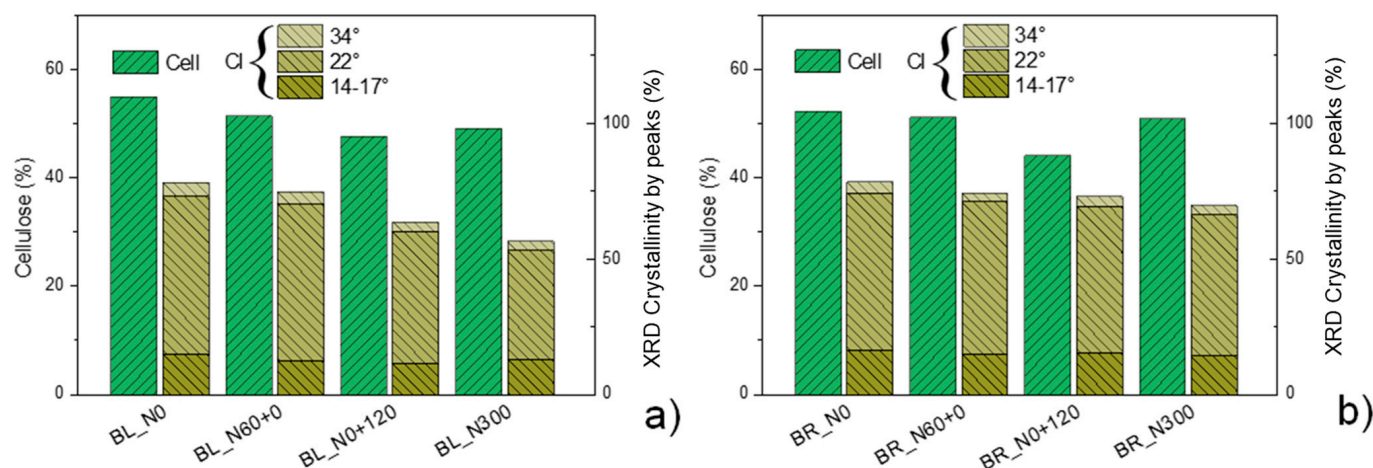 Cell
CI
34°
22°
14-17°
Cellulose (%)
60
40
20
0
100
50
0
XRD Crystallinity by peaks (%)
BL_N0
BL_N60+0
BL_N0+120
BL_N300
a)
Cell
CI
34°
22°
14-17°
Cellulose (%)
60
40
20
0
100
50
0
XRD Crystallinity by peaks (%)
BR_N0
BR_N60+0
BR_N0+120
BR_N300
b)